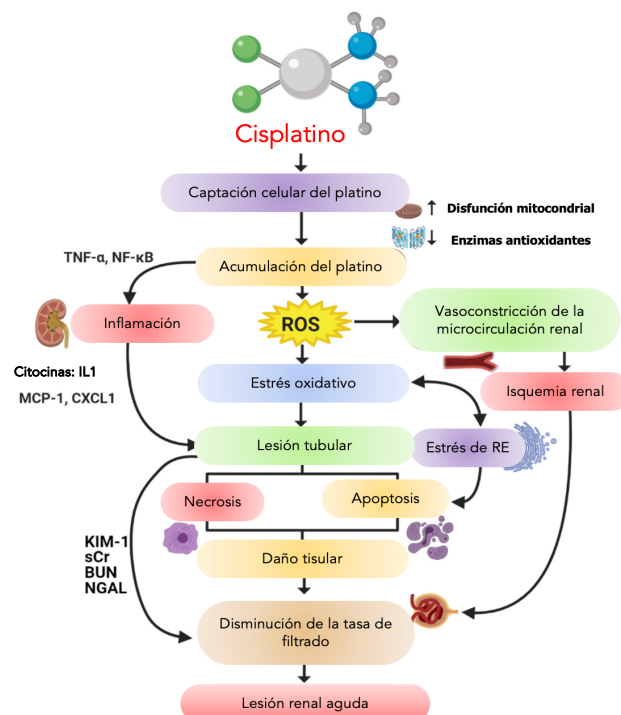 Cisplatino
Captación celular del platino
↑ Disfunción mitocondrial
↓ Enzimas antioxidantes
TNF-α, NF-κB
Acumulación del platino
Inflamación
ROS
Vasoconstricción de la
microcirculación renal
Citocinas: IL1
MCP-1, CXCL1
Estrés oxidativo
Isquemia renal
Lesión tubular
Estrés de RE
Necrosis
Apoptosis
KIM-1
sCr
BUN
NGAL
Daño tisular
Disminución de la tasa de
filtrado
Lesión renal aguda